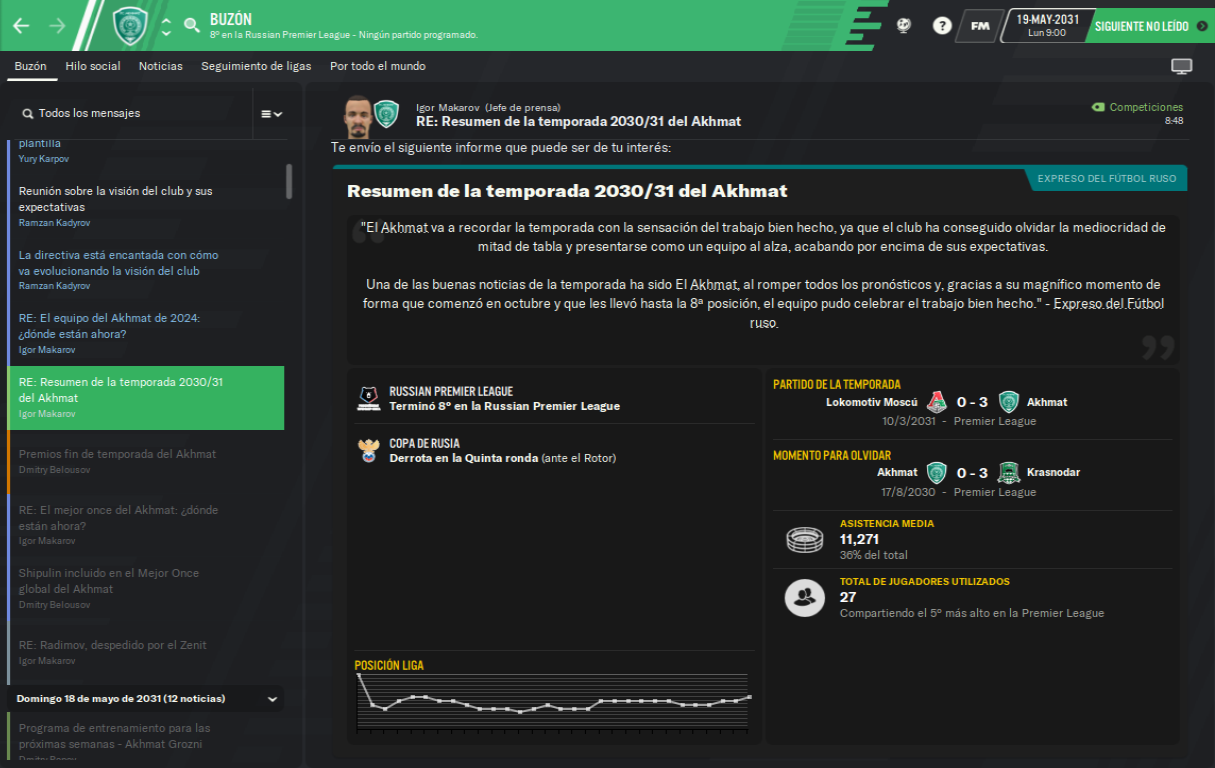 BUZÓN
8º en la Russian Premier League - Ningún partido programado.
FM
19-MAY-2031
Lun 9:00
SIGUIENTE NO LEÍDO
Buzón
Hilo social
Noticias
Seguimiento de ligas
Por todo el mundo
Todos los mensajes
plantilla
Yury Karpov
Reunión sobre la visión del club y sus
expectativas
Ramzan Kadyrov
La directiva está encantada con cómo
va evolucionando la visión del club
Ramzan Kadyrov
RE: El equipo del Akhmat de 2024:
¿dónde están ahora?
Igor Makarov
RE: Resumen de la temporada 2030/31
del Akhmat
Igor Makarov
Premios fin de temporada del Akhmat
Dmitry Belousov
RE: El mejor once del Akhmat: ¿dónde
están ahora?
Igor Makarov
Shipulin incluido en el Mejor Once
global del Akhmat
Dmitry Belousov
RE: Radimov, despedido por el Zenit
Igor Makarov
Domingo 18 de mayo de 2031 (12 noticias)
Programa de entrenamiento para las
próximas semanas - Akhmat Grozni
Igor Makarov (Jefe de prensa)
RE: Resumen de la temporada 2030/31 del Akhmat
Competiciones
8:48
Te envío el siguiente informe que puede ser de tu interés:
EXPRESO DEL FÚTBOL RUSO
Resumen de la temporada 2030/31 del Akhmat
"El Akhmat va a recordar la temporada con la sensación del trabajo bien hecho, ya que el club ha conseguido olvidar la mediocridad de
mitad de tabla y presentarse como un equipo al alza, acabando por encima de sus expectativas.
Una de las buenas noticias de la temporada ha sido El Akhmat, al romper todos los pronósticos y, gracias a su magnífico momento de
forma que comenzó en octubre y que les llevó hasta la 8ª posición, el equipo pudo celebrar el trabajo bien hecho." - Expreso del Fútbol
ruso.
RUSSIAN PREMIER LEAGUE
Terminó 8º en la Russian Premier League
COPA DE RUSIA
Derrota en la Quinta ronda (ante el Rotor)
POSICIÓN LIGA
PARTIDO DE LA TEMPORADA
Lokomotiv Moscú 0 - 3 Akhmat
10/3/2031 - Premier League
MOMENTO PARA OLVIDAR
Akhmat 0 - 3 Krasnodar
17/8/2030 - Premier League
ASISTENCIA MEDIA
11,271
36% del total
TOTAL DE JUGADORES UTILIZADOS
27
Compartiendo el 5º más alto en la Premier League